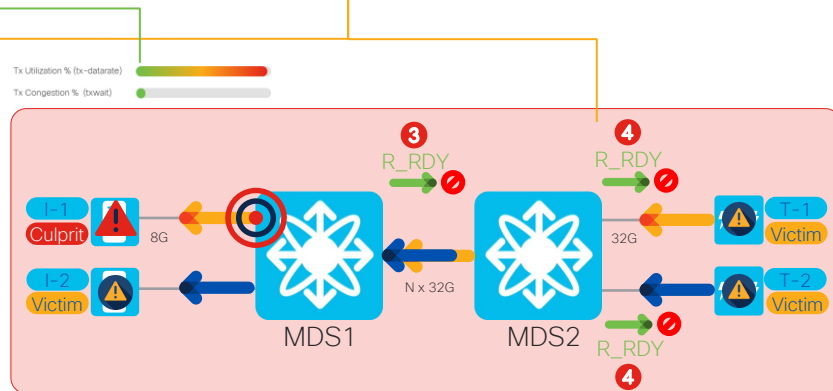 Tx Utilization % (tx-datarate)
Tx Congestion % (txwait)
3
R_RDY
4
R_RDY
I-1
Culprit
8G
32G
T-1
Victim
I-2
Victim
N x 32G
T-2
Victim
MDS1
MDS2
R_RDY
4